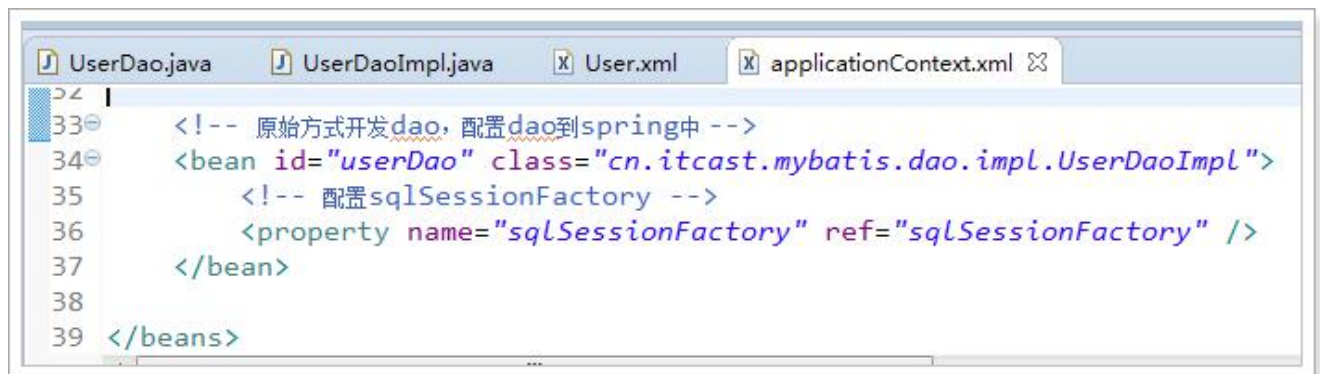 UserDao.java UserDaoImpl.java User.xml applicationContext.xml
32
33 <!-- 原始方式开发dao，配置dao到spring中 -->
34 <bean id="userDao" class="cn.itcast.mybatis.dao.impl.UserDaoImpl">
35 <!-- 配置sqlSessionFactory -->
36 <property name="sqlSessionFactory" ref="sqlSessionFactory" />
37 </bean>
38
39 </beans>